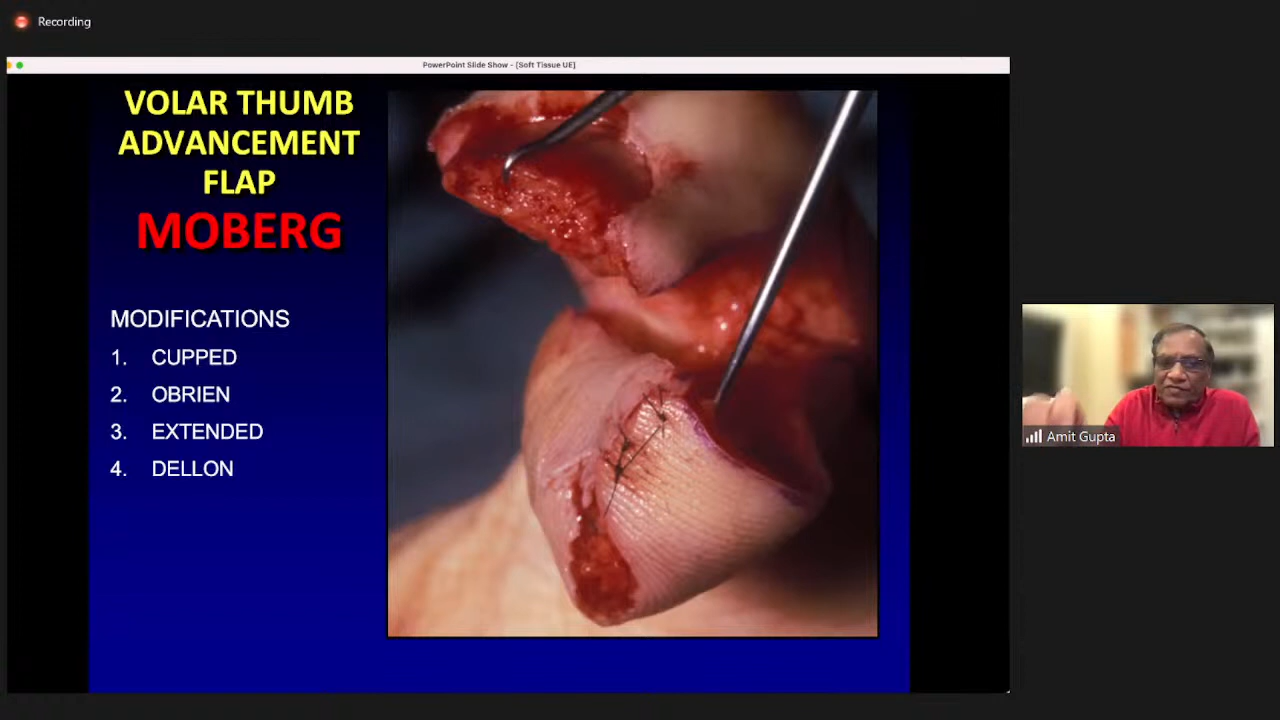 Recording
PowerPoint Slide Show - [Soft Tissue UE]
VOLAR THUMB
ADVANCEMENT
FLAP
MOBERG
MODIFICATIONS
1. CUPPED
2. OBRIEN
3. EXTENDED
4. DELLON
Amit Gupta